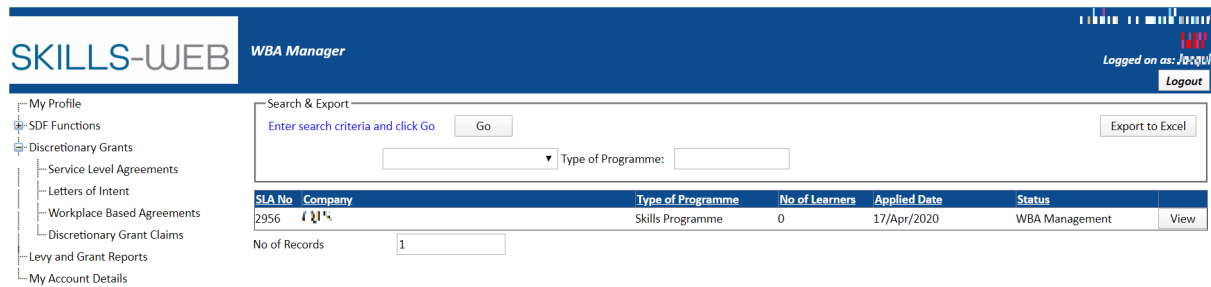 SKILLS-WEB
WBA Manager
Logged on as:
Logout
My Profile
SDF Functions
Discretionary Grants
Service Level Agreements
Letters of Intent
Workplace Based Agreements
Discretionary Grant Claims
Levy and Grant Reports
My Account Details
Search & Export
Enter search criteria and click Go Go Export to Excel
Type of Programme:
SLA No Company Type of Programme No of Learners Applied Date Status
2956 Skills Programme 0 17/Apr/2020 WBA Management View
No of Records 1